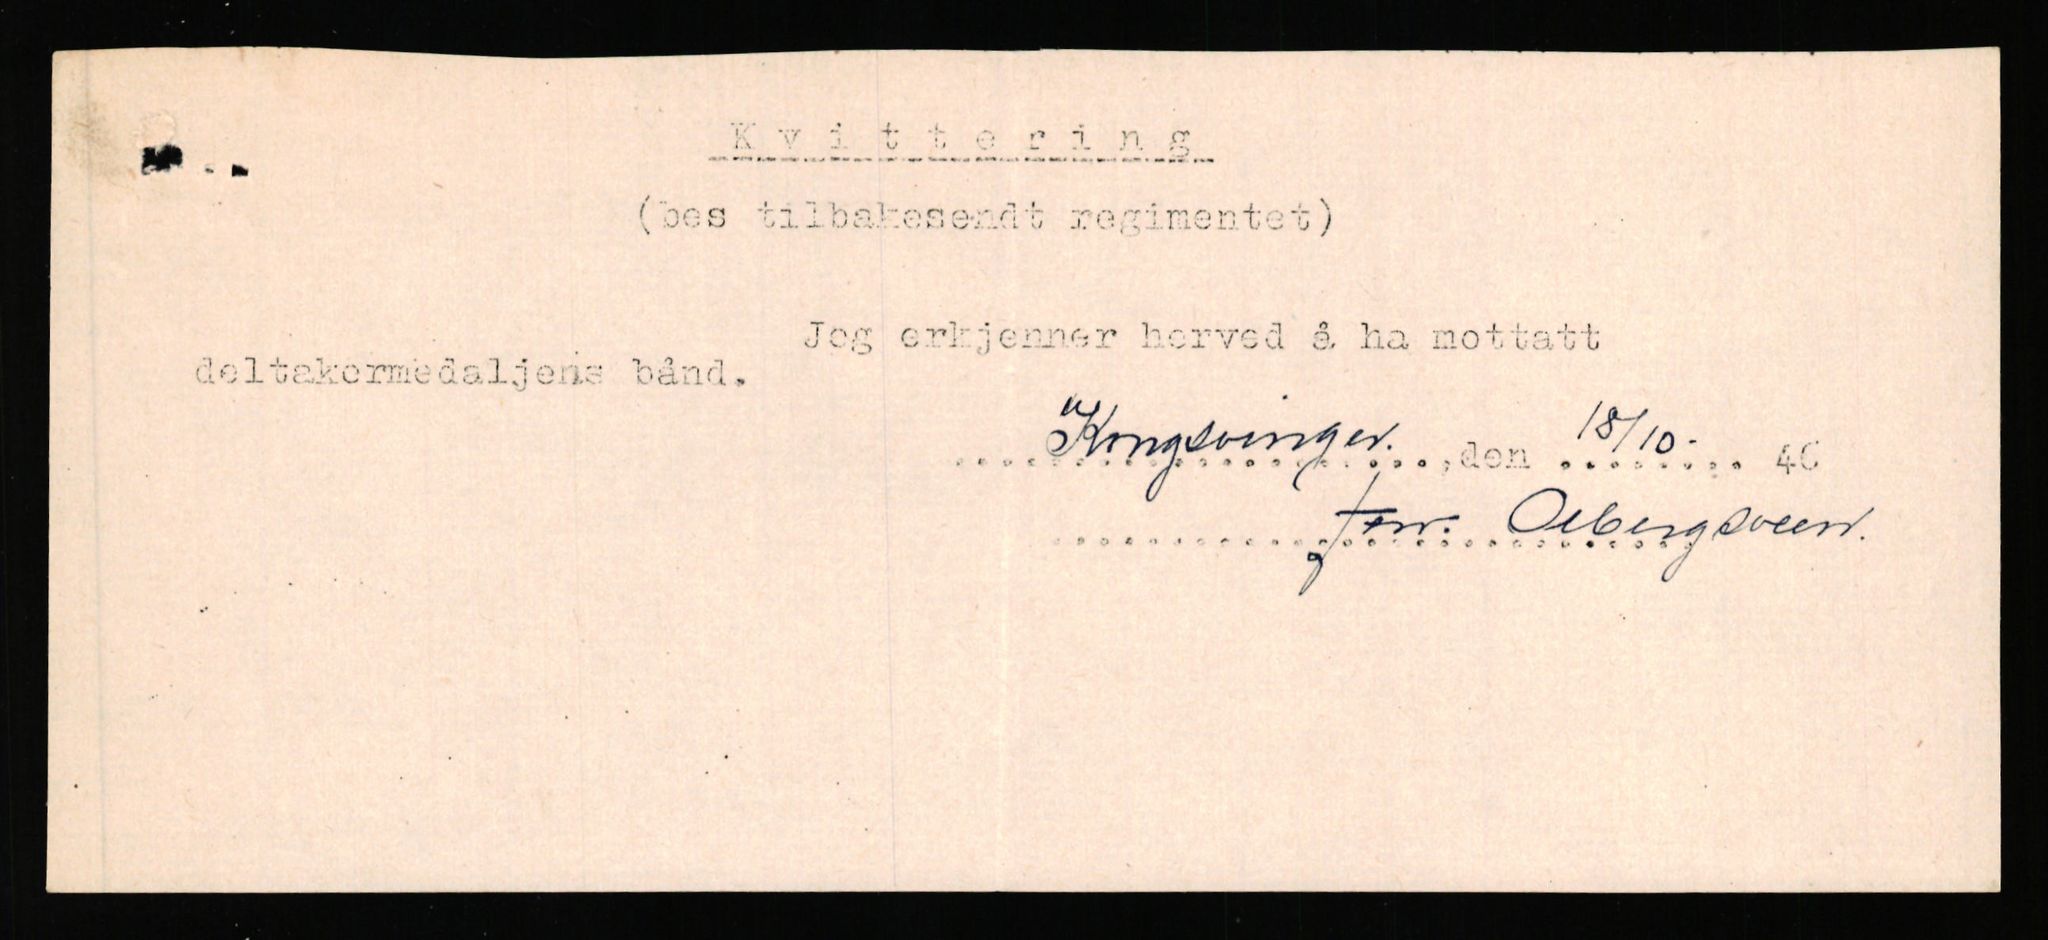 Kvittering
(bes tilbakesendt regimentet)
Jeg erkjenner herved å ha mottatt
deltakermedaljens bånd.
Kongsvinger. , den 18/10- 46